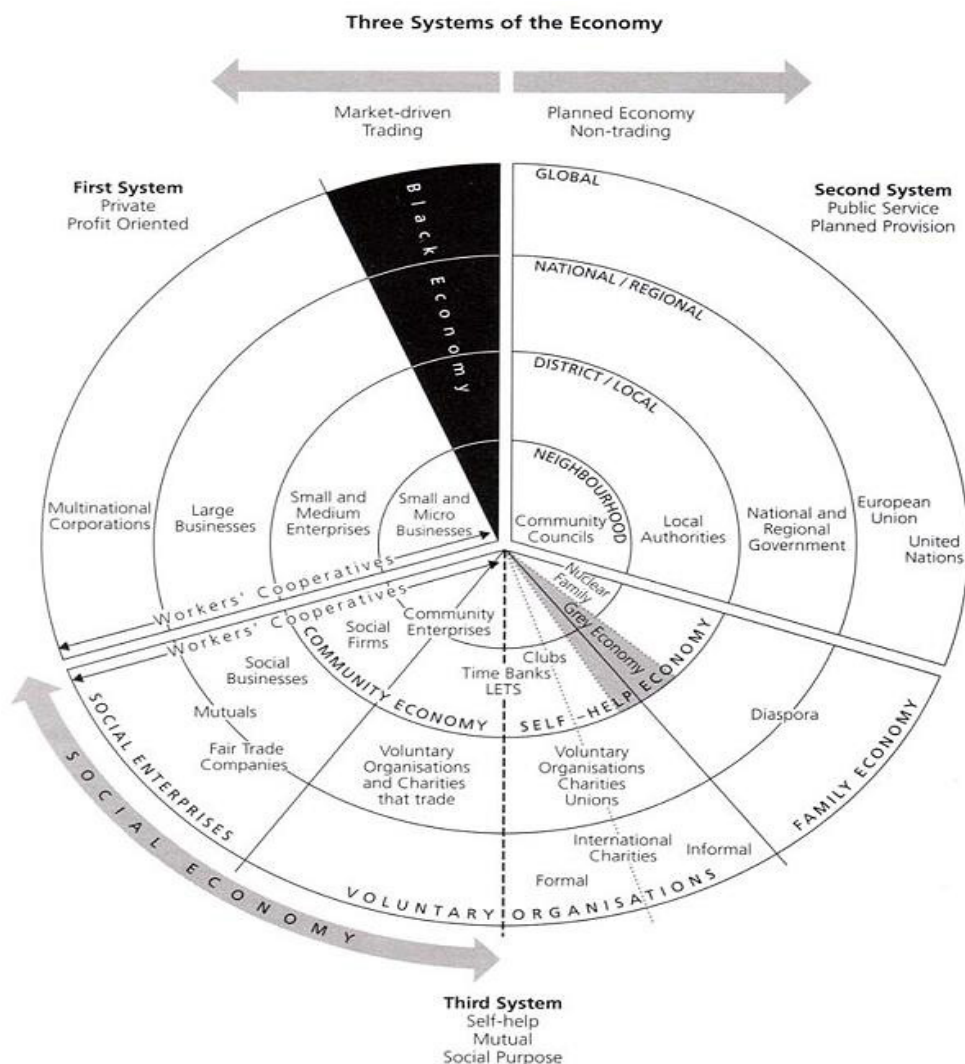 Three Systems of the Economy
Market-driven
Trading
Planned Economy
Non-trading
First System
Private
Profit Oriented
Second System
Public Service
Planned Provision
Black Economy
GLOBAL
NATIONAL / REGIONAL
DISTRICT / LOCAL
NEIGHBOURHOOD
Multinational
Corporations
Large
Businesses
Small and
Medium
Enterprises
Small and
Micro
Businesses
Community
Councils
Local
Authorities
National and
Regional
Government
European
Union
United
Nations
Workers' Cooperatives
Workers' Cooperatives
Nuclear
Family
Grey Economy
Community
Enterprises
Social
Firms
Social
Businesses
Mutuals
Fair Trade
Companies
Clubs
Time Banks
LETS
COMMUNITY ECONOMY
SELF-HELP ECONOMY
Diaspora
Voluntary
Organisations
and Charities
that trade
Voluntary
Organisations
Charities
Unions
International
Charities
Informal
Formal
SOCIAL ENTERPRISES
VOLUNTARY ORGANISATIONS
FAMILY ECONOMY
SOCIAL ECONOMY
Third System
Self-help
Mutual
Social Purpose